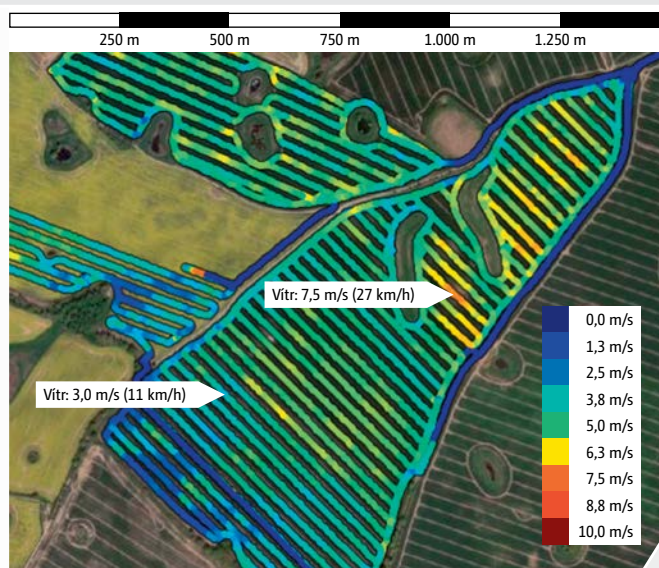 250 m 500 m 750 m 1.000 m 1.250 m
Vítr: 7,5 m/s (27 km/h)
Vítr: 3,0 m/s (11 km/h)
0,0 m/s
1,3 m/s
2,5 m/s
3,8 m/s
5,0 m/s
6,3 m/s
7,5 m/s
8,8 m/s
10,0 m/s